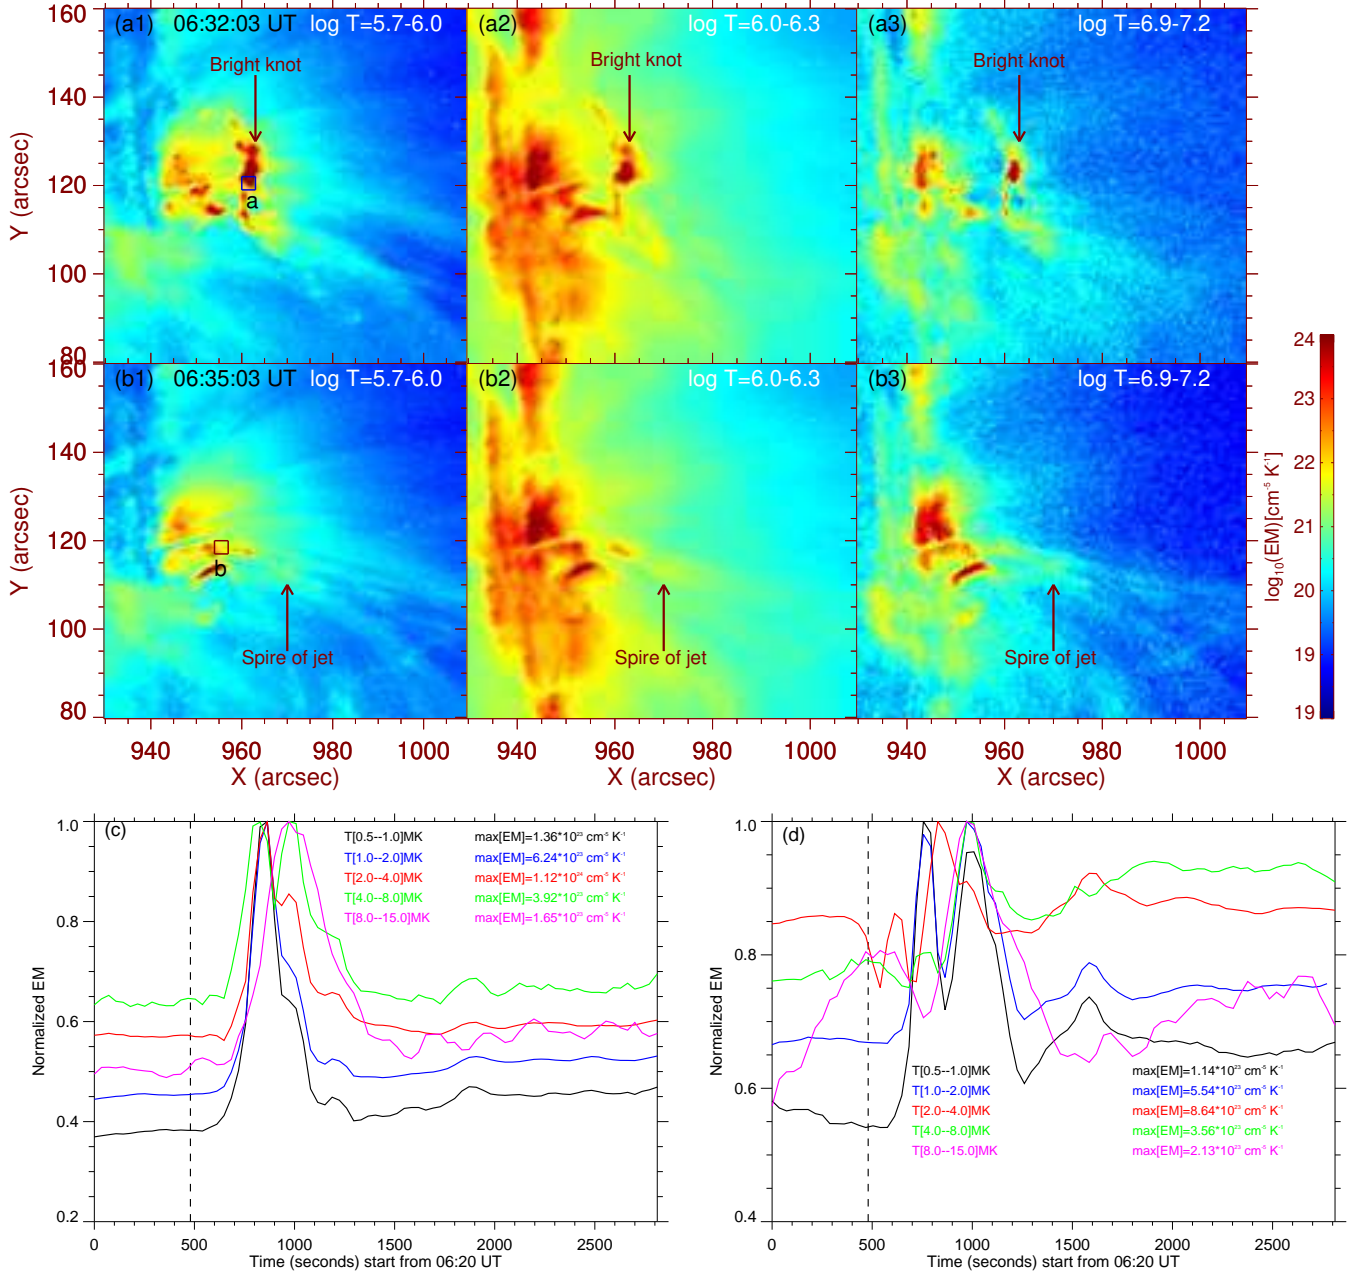 (a1) 06:32:03 UT log T=5.7-6.0
(a2) log T=6.0-6.3
(a3) log T=6.9-7.2
Bright knot
Bright knot
Bright knot
a
160
140
120
100
80
Y (arcsec)
(b1) 06:35:03 UT log T=5.7-6.0
(b2) log T=6.0-6.3
(b3) log T=6.9-7.2
b
Spire of jet
Spire of jet
Spire of jet
160
140
120
100
80
Y (arcsec)
940 960 980 1000
940 960 980 1000
940 960 980 1000
X (arcsec)
X (arcsec)
X (arcsec)
24
23
22
21
20
19
19
log₁₀(EM)[cm⁻⁵ K⁻¹]
(c)
T[0.5--1.0]MK max[EM]=1.36*10²³ cm⁻⁵ K⁻¹
T[1.0--2.0]MK max[EM]=6.24*10²³ cm⁻⁵ K⁻¹
T[2.0--4.0]MK max[EM]=1.12*10²⁴ cm⁻⁵ K⁻¹
T[4.0--8.0]MK max[EM]=3.92*10²³ cm⁻⁵ K⁻¹
T[8.0--15.0]MK max[EM]=1.65*10²³ cm⁻⁵ K⁻¹
1.0
0.8
0.6
0.4
0.2
Normalized EM
0 500 1000 1500 2000 2500
Time (seconds) start from 06:20 UT
(d)
T[0.5--1.0]MK max[EM]=1.14*10²³ cm⁻⁵ K⁻¹
T[1.0--2.0]MK max[EM]=5.54*10²³ cm⁻⁵ K⁻¹
T[2.0--4.0]MK max[EM]=8.64*10²³ cm⁻⁵ K⁻¹
T[4.0--8.0]MK max[EM]=3.56*10²³ cm⁻⁵ K⁻¹
T[8.0--15.0]MK max[EM]=2.13*10²³ cm⁻⁵ K⁻¹
1.0
0.8
0.6
0.4
Normalized EM
0 500 1000 1500 2000 2500
Time (seconds) start from 06:20 UT